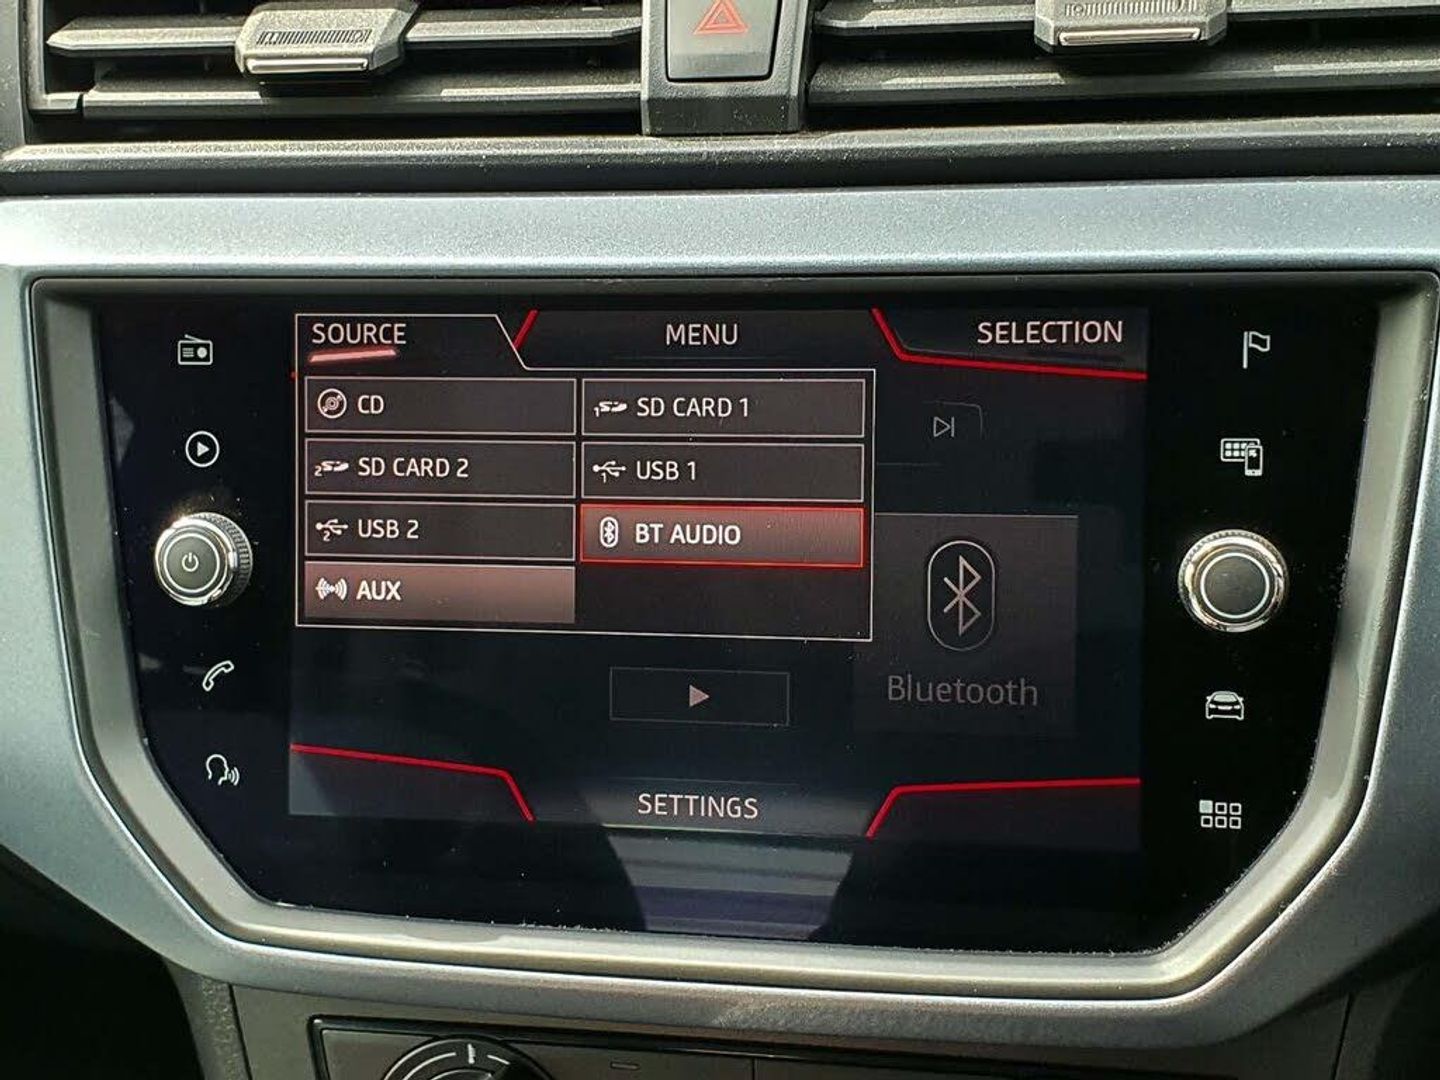 SOURCE MENU SELECTION
CD SD CARD 1
SD CARD 2 USB 1
USB 2 BT AUDIO
AUX
Bluetooth
SETTINGS